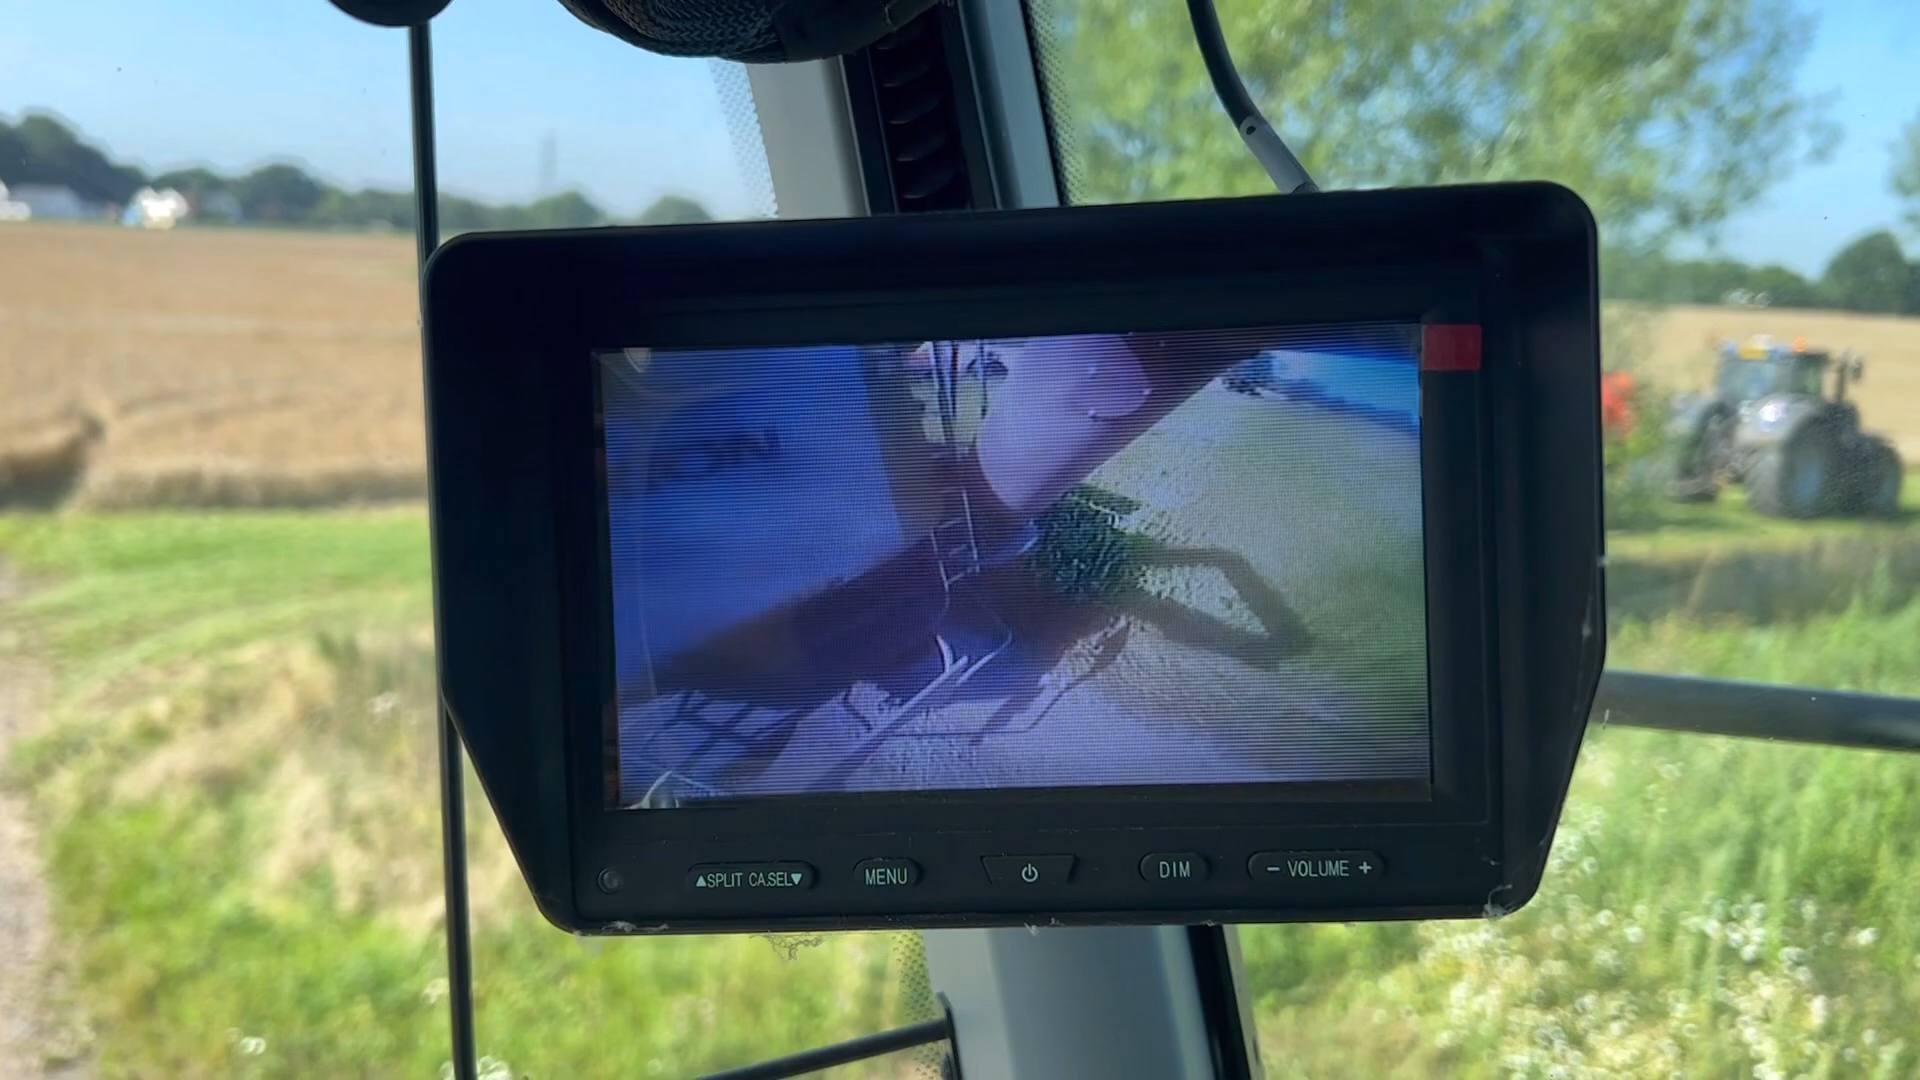 ▲SPLIT CA.SEL▼ MENU DIM − VOLUME +